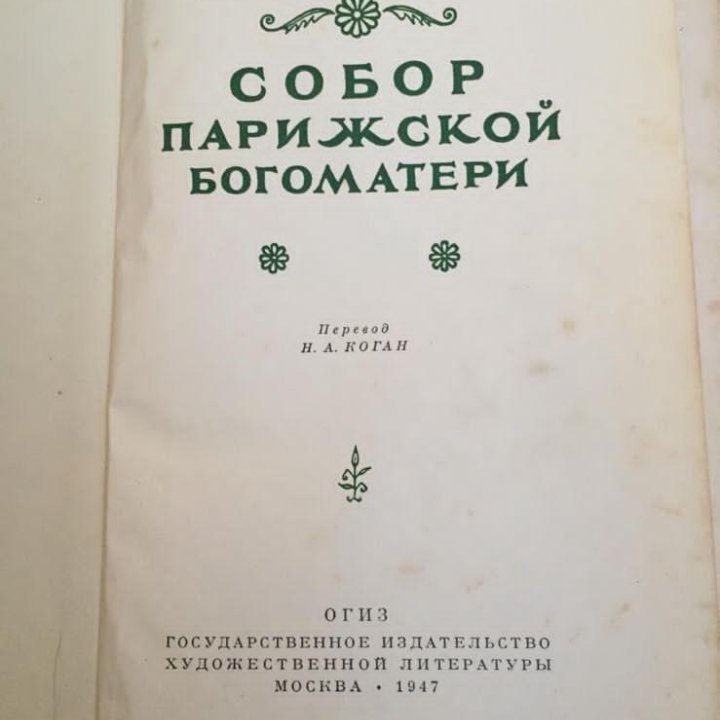 СОБОР
ПАРИЖСКОЙ
БОГОМАТЕРИ
Перевод
Н. А. КОГАН
ОГИЗ
ГОСУДАРСТВЕННОЕ ИЗДАТЕЛЬСТВО
ХУДОЖЕСТВЕННОЙ ЛИТЕРАТУРЫ
МОСКВА • 1947